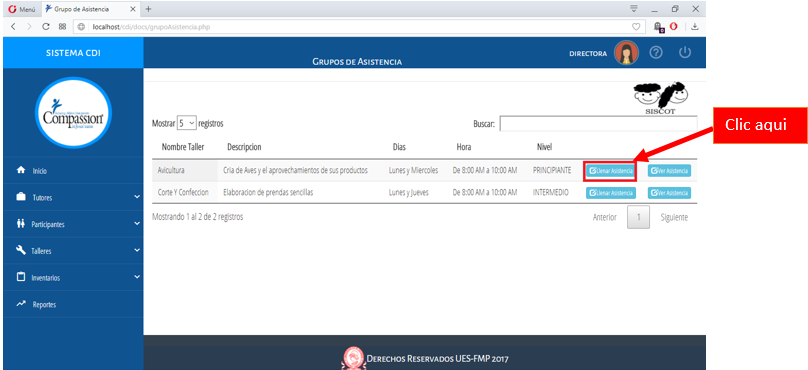 Menú
Grupo de Asistencia
localhost/cdi/docs/grupoAsistencia.php
SISTEMA CDI
GRUPOS DE ASISTENCIA
DIRECTORA
Compassion
SISCOT
Clic aqui
Mostrar 5 registros
Buscar:
Nombre Taller Descripcion Dias Hora Nivel
Avicultura Cria de Aves y el aprovechamientos de sus productos Lunes y Miercoles De 8:00 AM a 10:00 AM PRINCIPIANTE Llenar Asistencia Ver Asistencia
Corte Y Confeccion Elaboracion de prendas sencillas Lunes y Jueves De 8:00 AM a 10:00 AM INTERMEDIO Llenar Asistencia Ver Asistencia
Mostrando 1 al 2 de 2 registros
Anterior 1 Siguiente
Inicio
Tutores
Participantes
Talleres
Inventarios
Reportes
DERECHOS RESERVADOS UES-FMP 2017